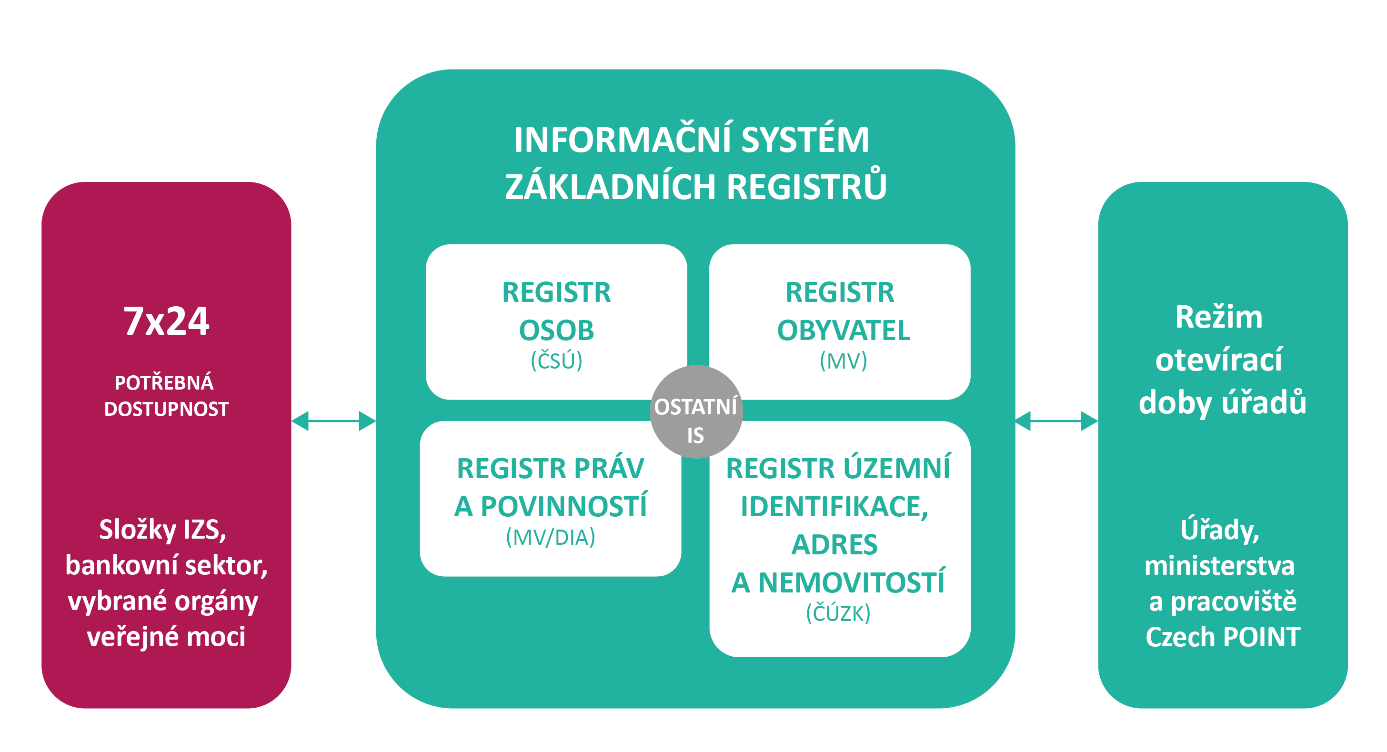 INFORMAČNÍ SYSTÉM
ZÁKLADNÍCH REGISTRŮ
7x24
POTŘEBNÁ
DOSTUPNOST
Složky IZS,
bankovní sektor,
vybrané orgány
veřejné moci
REGISTR
OSOB
(ČSÚ)
REGISTR
OBYVATEL
(MV)
OSTATNÍ
IS
REGISTR PRÁV
A POVINNOSTÍ
(MV/DIA)
REGISTR ÚZEMNÍ
IDENTIFIKACE,
ADRES
A NEMOVITOSTÍ
(ČÚZK)
Režim
otevírací
doby úřadů
Úřady,
ministerstva
a pracoviště
Czech POINT